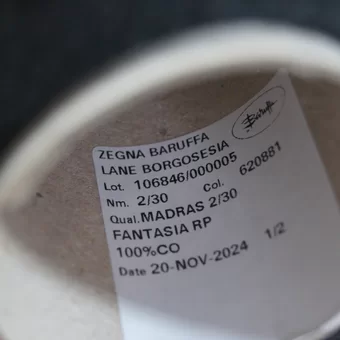 Baruffa
ZEGNA BARUFFA
LANE BORGOSESIA
Lot. 106846/000005
Nm. 2/30 Col. 620881
Qual. MADRAS 2/30
FANTASIA RP
100%CO
Date 20-NOV-2024 1/2